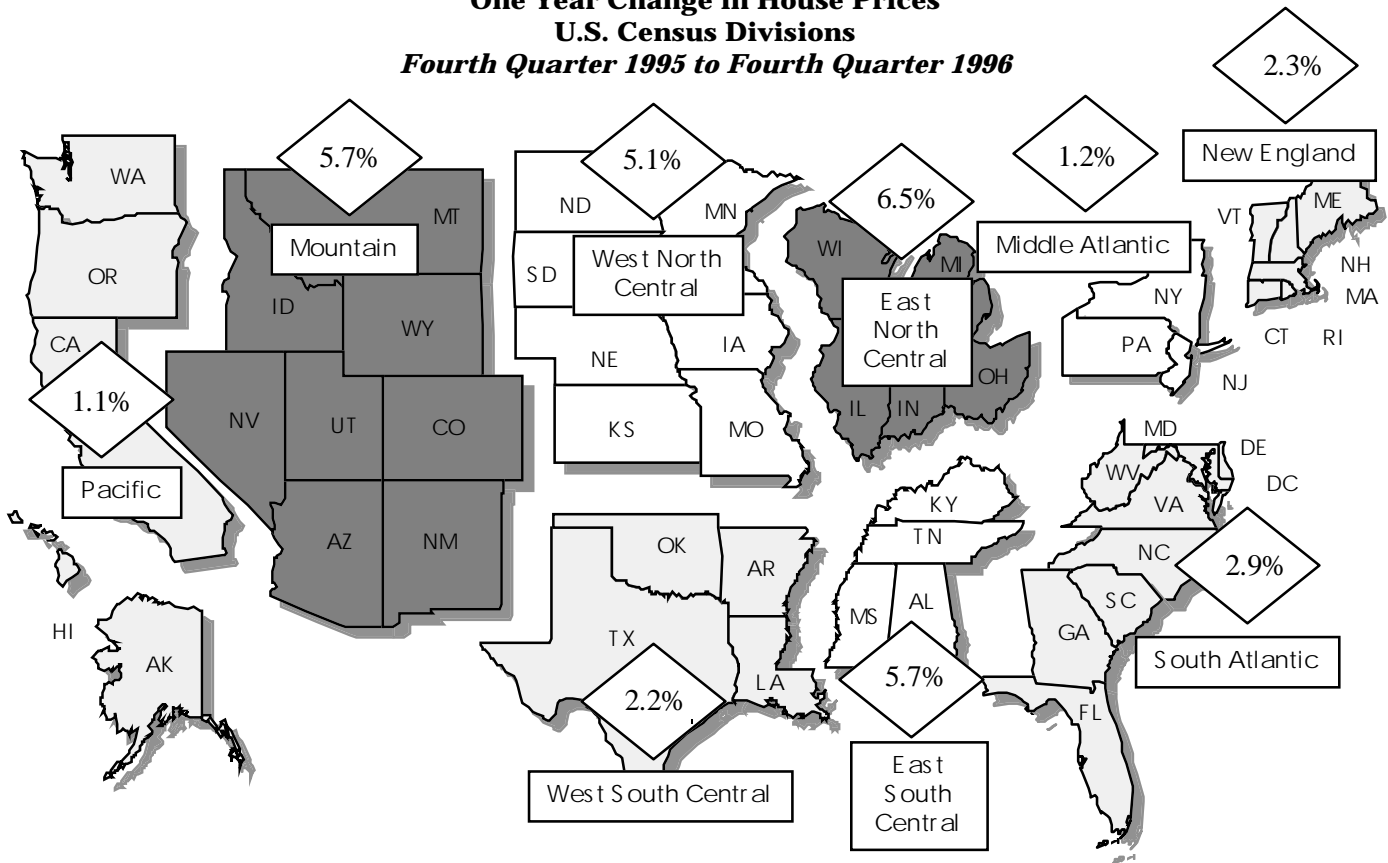 One Year Change in House Prices
U.S. Census Divisions
Fourth Quarter 1995 to Fourth Quarter 1996
2.3%
New England
1.2%
Middle Atlantic
5.7%
Mountain
5.1%
West North
Central
6.5%
East
North
Central
1.1%
Pacific
2.2%
West South Central
5.7%
East
South
Central
2.9%
South Atlantic
WA
OR
CA
HI
AK
MT
ID
WY
NV
UT
CO
AZ
NM
ND
MN
SD
NE
IA
KS
MO
WI
MI
IL
IN
OH
NY
PA
NJ
VT
ME
NH
MA
CT
RI
OK
AR
TX
LA
KY
TN
MS
AL
MD
DE
WV
DC
VA
NC
SC
GA
FL